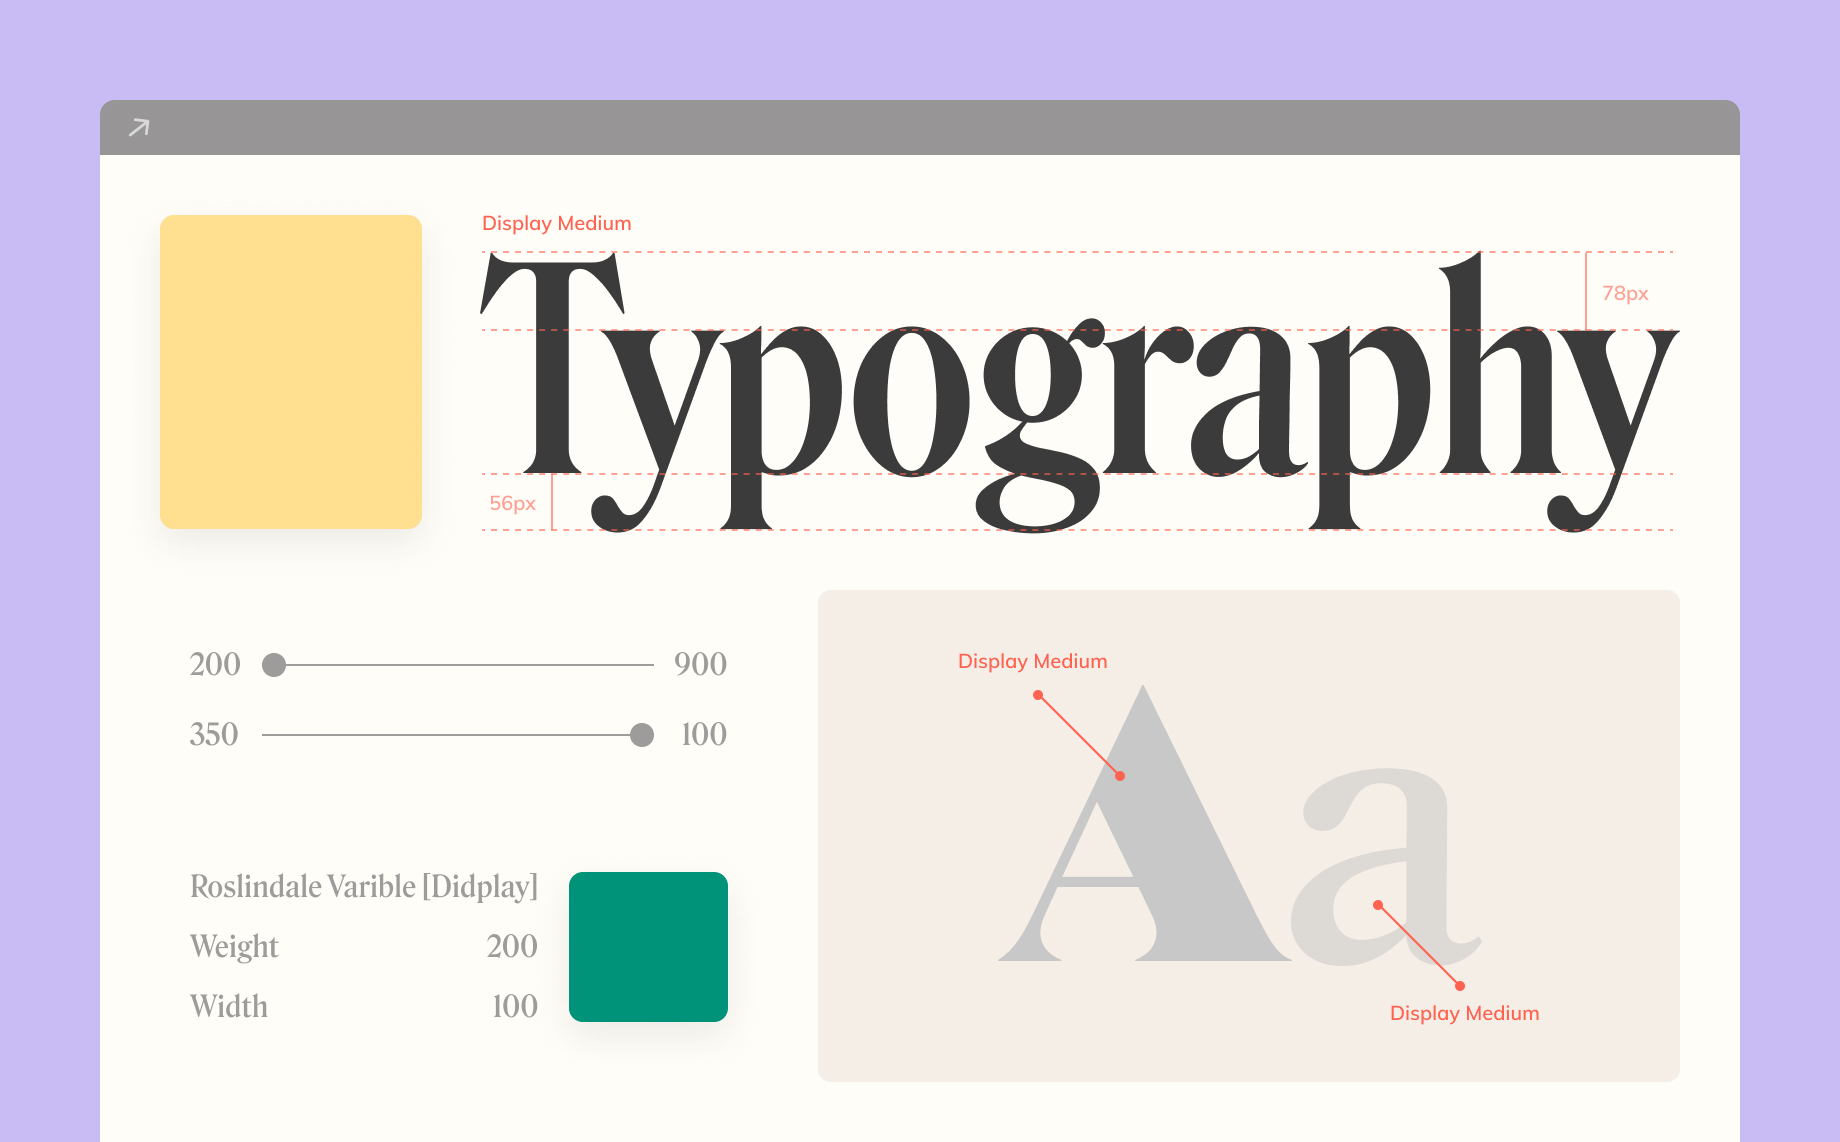 Display Medium
Typography
78px
56px
200 900
350 100
Roslindale Varible [Didplay]
Weight 200
Width 100
Display Medium
Aa
Display Medium